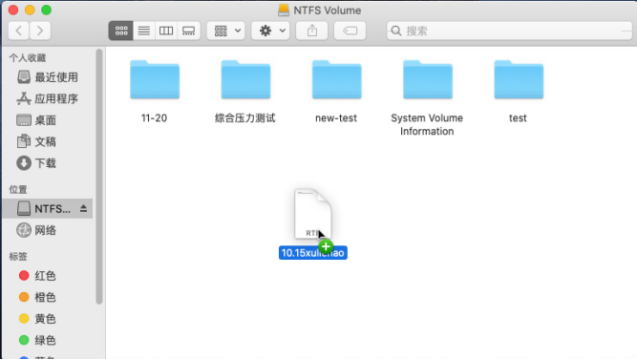 NTFS Volume
搜索
个人收藏
最近使用
应用程序
桌面
文稿
下载
位置
NTFS...
网络
标签
红色
橙色
黄色
绿色
11-20
综合压力测试
new-test
System Volume
Information
test
RTF